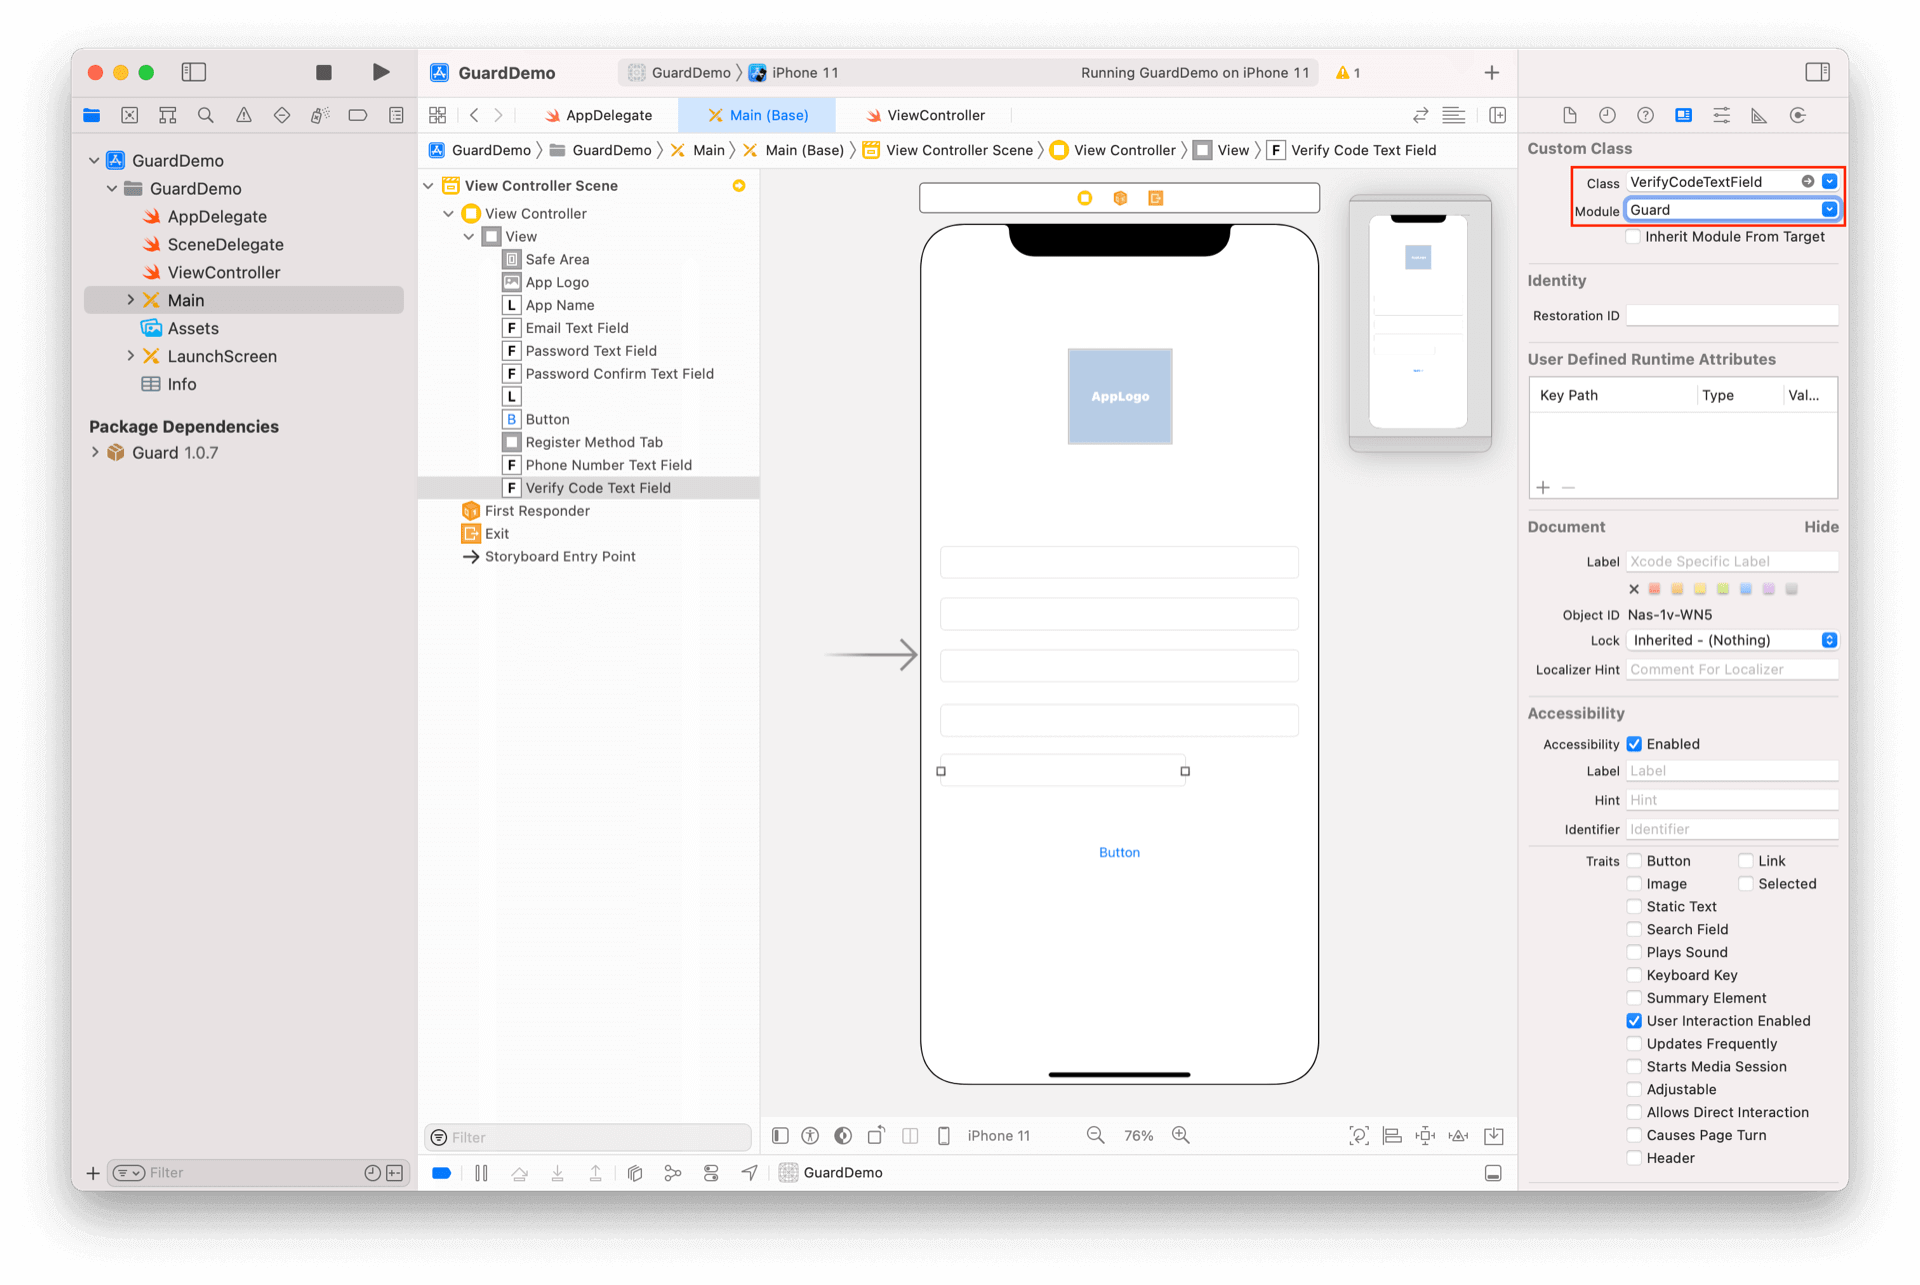 GuardDemo
GuardDemo
iPhone 11
Running GuardDemo on iPhone 11
1
AppDelegate
Main (Base)
ViewController
GuardDemo
GuardDemo
Main
Main (Base)
View Controller Scene
View Controller
View
F
Verify Code Text Field
GuardDemo
GuardDemo
AppDelegate
SceneDelegate
ViewController
Main
Assets
LaunchScreen
Info
Package Dependencies
Guard 1.0.7
Filter
View Controller Scene
View Controller
View
Safe Area
App Logo
L App Name
F Email Text Field
F Password Text Field
F Password Confirm Text Field
L
B Button
Register Method Tab
F Phone Number Text Field
F Verify Code Text Field
First Responder
Exit
Storyboard Entry Point
Filter
AppLogo
Button
iPhone 11
76%
GuardDemo
Custom Class
Class VerifyCodeTextField
Module Guard
Inherit Module From Target
Identity
Restoration ID
User Defined Runtime Attributes
Key Path Type Val...
Document Hide
Label Xcode Specific Label
Object ID Nas-1v-WN5
Lock Inherited - (Nothing)
Localizer Hint Comment For Localizer
Accessibility
Accessibility Enabled
Label Label
Hint Hint
Identifier Identifier
Traits Button Link
Image Selected
Static Text
Search Field
Plays Sound
Keyboard Key
Summary Element
User Interaction Enabled
Updates Frequently
Starts Media Session
Adjustable
Allows Direct Interaction
Causes Page Turn
Header